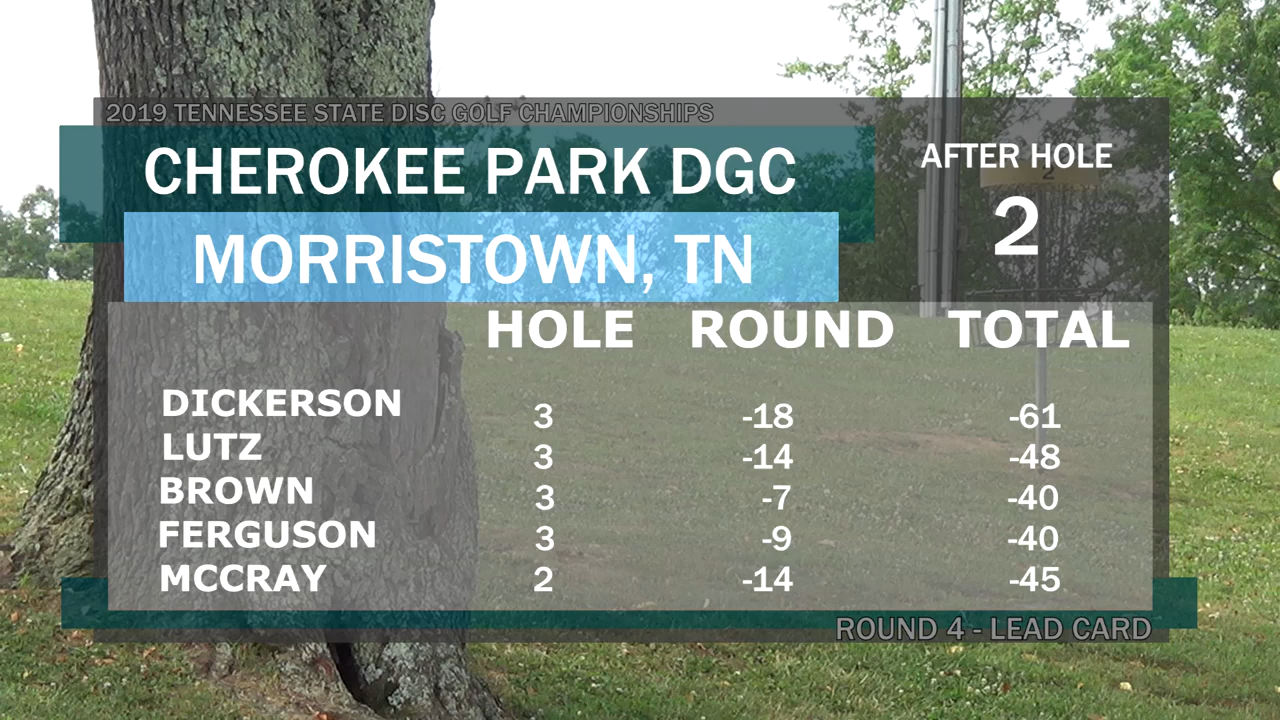 2019 TENNESSEE STATE DISC GOLF CHAMPIONSHIPS
CHEROKEE PARK DGC
MORRISTOWN, TN
AFTER HOLE
2
2
HOLE ROUND TOTAL
DICKERSON 3 -18 -61
LUTZ 3 -14 -48
BROWN 3 -7 -40
FERGUSON 3 -9 -40
MCCRAY 2 -14 -45
ROUND 4 - LEAD CARD